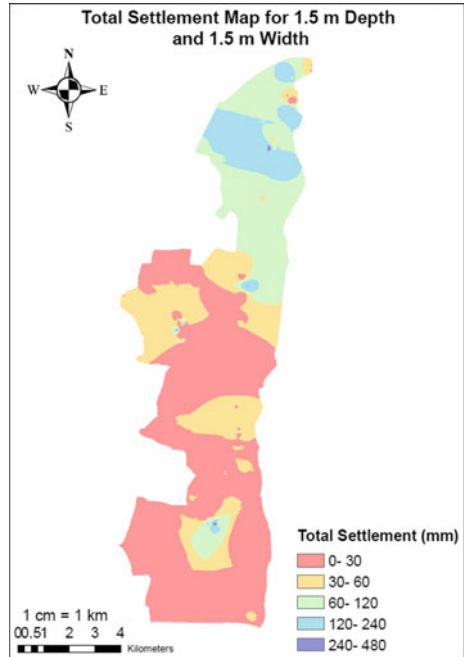 Total Settlement Map for 1.5 m Depth
and 1.5 m Width
N
W E
S
Total Settlement (mm)
0- 30
30- 60
60- 120
120- 240
240- 480
1 cm = 1 km
00.51 2 3 4
Kilometers